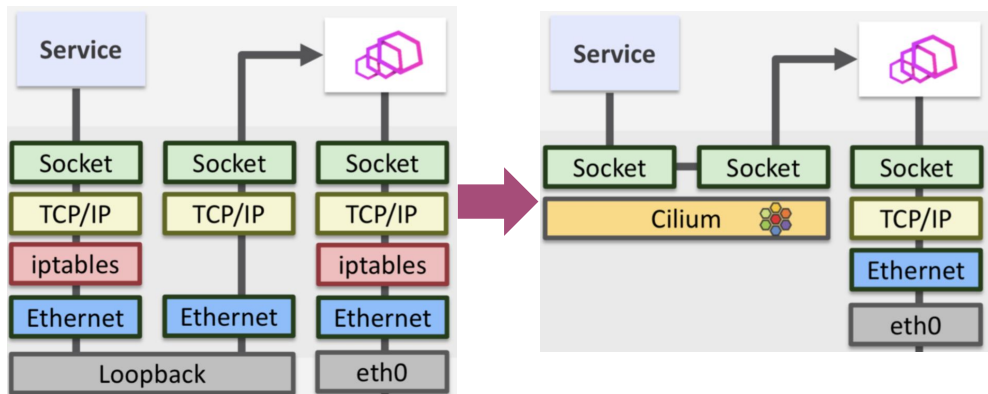 Service
Socket
Socket
Socket
TCP/IP
TCP/IP
TCP/IP
iptables
iptables
Ethernet
Ethernet
Ethernet
Loopback
eth0
Service
Socket
Socket
Socket
Cilium
TCP/IP
Ethernet
eth0